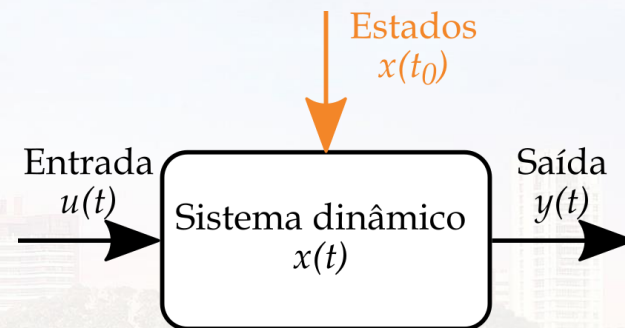 Estados
x(t0)
Entrada
u(t)
Saída
y(t)
Sistema dinâmico
x(t)